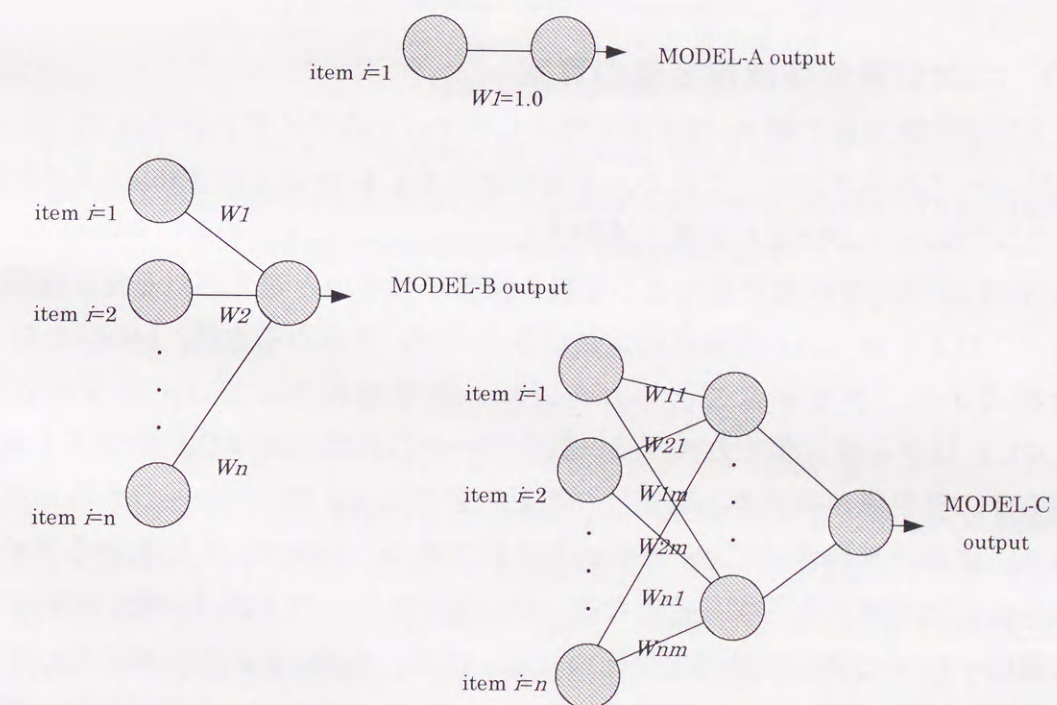 item i=1
MODEL-A output
W1=1.0
item i=1
W1
MODEL-B output
item i=2
W2
Wn
item i=n
item i=1
W11
W21
item i=2
W1m
MODEL-C
output
W2m
Wn1
Wnm
item i=n